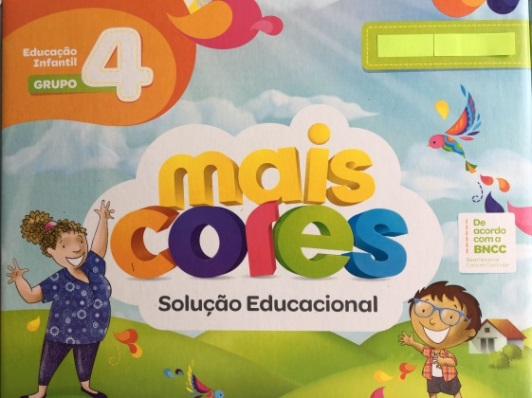 Educação
Infantil
GRUPO
4
mais
cores
Solução Educacional
De
acordo
com a
BNCC